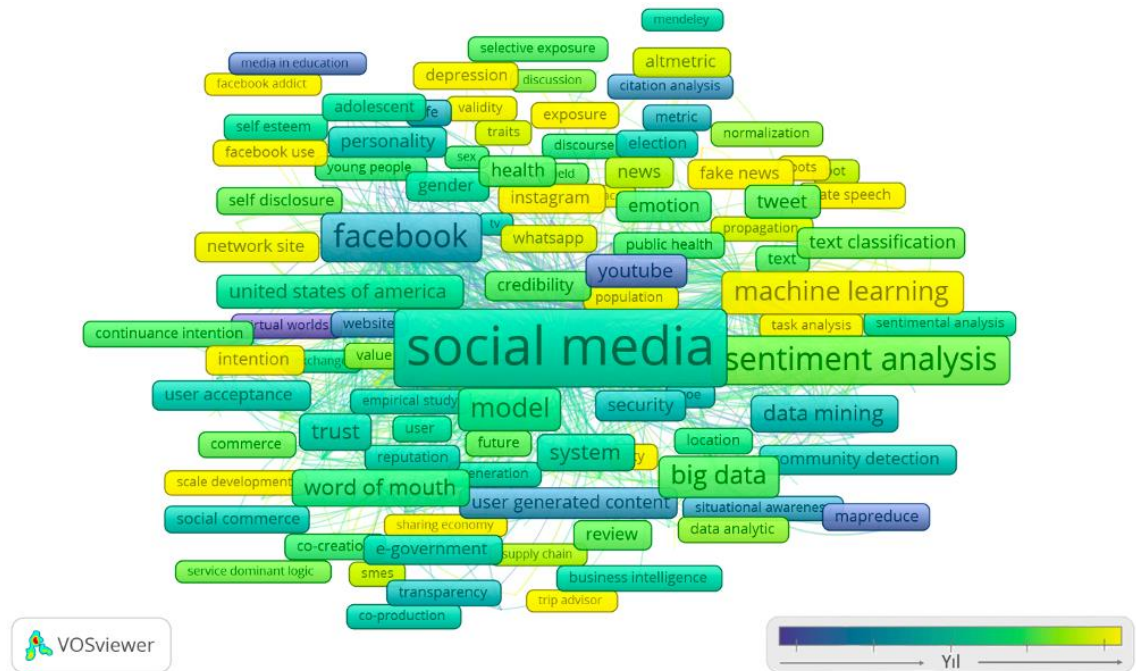 mendeley
selective exposure
media in education
depression
altmetric
facebook addict
discussion
citation analysis
adolescent
validity
exposure
metric
self esteem
personality
traits
discourse
election
normalization
facebook use
young people
sex
health
news
fake news
gender
self disclosure
instagram
emotion
tweet
facebook
tv
whatsapp
propagation
network site
public health
text classification
text
youtube
united states of america
credibility
population
machine learning
continuance intention
website
social media
task analysis
sentimental analysis
intention
value
sentiment analysis
user acceptance
empirical study
model
security
data mining
commerce
trust
user
future
system
location
reputation
community detection
scale development
word of mouth
big data
user generated content
situational awarenes
mapreduce
social commerce
sharing economy
data analytic
co-creatio
e-government
supply chain
review
service dominant logic
smes
business intelligence
transparency
trip advisor
co-production
VOSviewer
Yıl